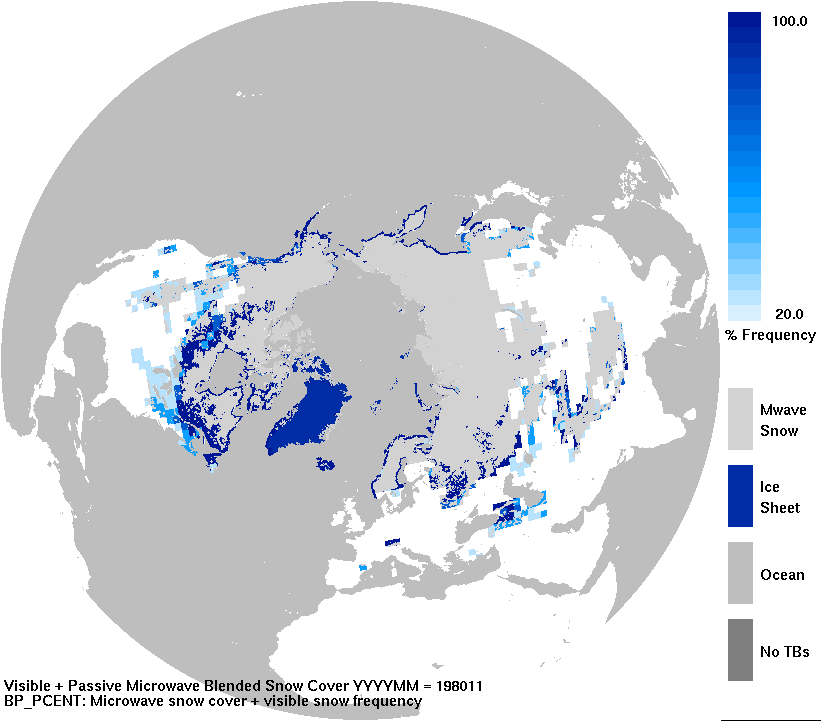 100.0
20.0
% Frequency
Mwave
Snow
Ice
Sheet
Ocean
No TBs
Visible + Passive Microwave Blended Snow Cover YYYYMM = 198011
BP_PCENT: Microwave snow cover + visible snow frequency